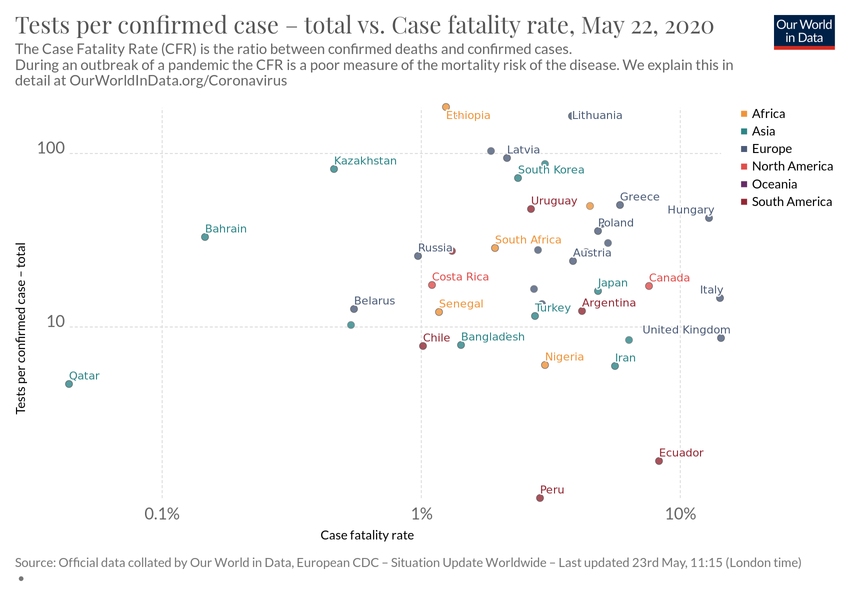 Tests per confirmed case – total vs. Case fatality rate, May 22, 2020
Our World
in Data
The Case Fatality Rate (CFR) is the ratio between confirmed deaths and confirmed cases.
During an outbreak of a pandemic the CFR is a poor measure of the mortality risk of the disease. We explain this in
detail at OurWorldInData.org/Coronavirus
Ethiopia
Lithuania
Africa
Asia
Europe
North America
Oceania
South America
100
Latvia
Kazakhstan
South Korea
Uruguay
Greece
Hungary
Bahrain
Poland
South Africa
Russia
Austria
Costa Rica
Japan
Canada
Italy
Belarus
Senegal
Turkey
Argentina
10
Chile
Bangladesh
United Kingdom
Nigeria
Iran
Qatar
Ecuador
Peru
Tests per confirmed case – total
0.1%
1%
10%
Case fatality rate
Source: Official data collated by Our World in Data, European CDC – Situation Update Worldwide – Last updated 23rd May, 11:15 (London time)